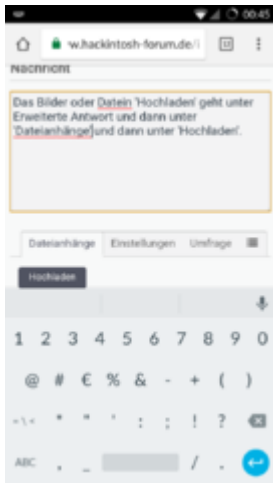 00:45
w.hackintosh-forum.de/
12
Nachricht
Das Bilder oder Datein 'Hochladen' geht unter
Erweiterte Antwort und dann unter
'Dateianhänge' und dann unter 'Hochladen'.
Dateianhänge Einstellungen Umfrage
Hochladen
1 2 3 4 5 6 7 8 9 0
@ # € % & - + ( )
= \ < * " ' : ; ! ?
ABC , _ / .